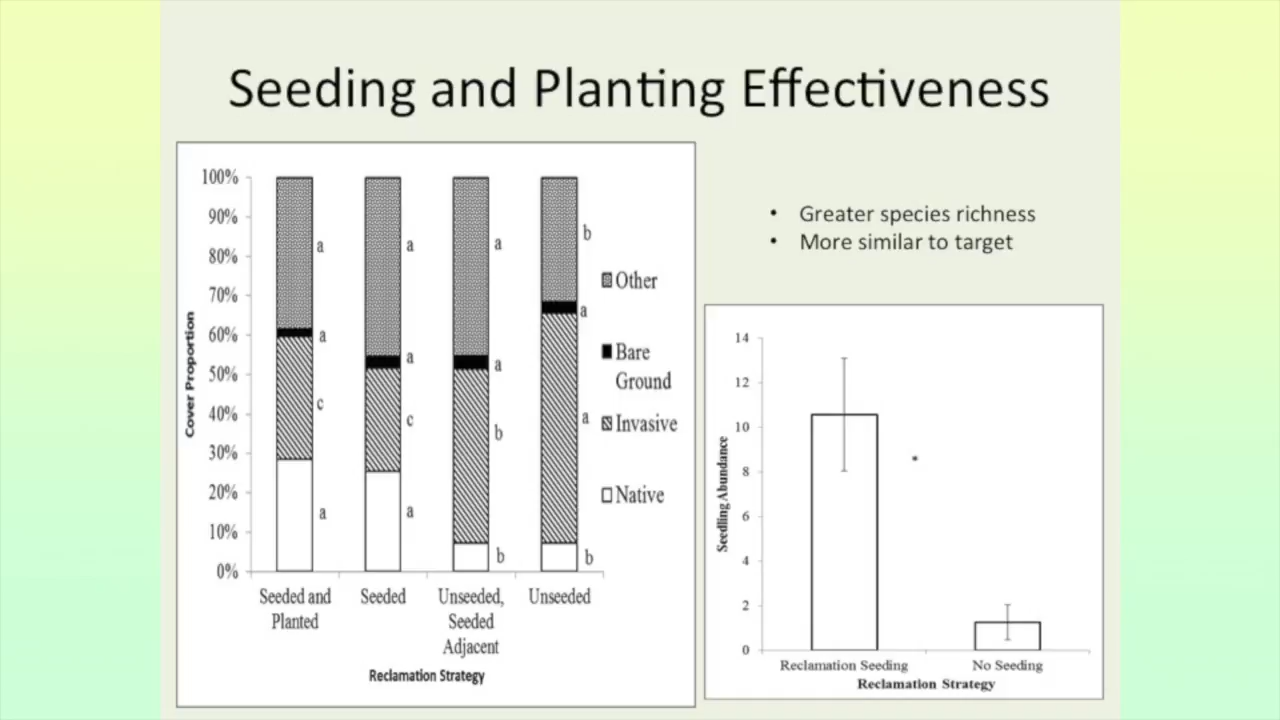 Seeding and Planting Effectiveness
100%
90%
80%
70%
60%
50%
40%
30%
20%
10%
0%
Cover Proportion
a
a
c
a
a
a
c
a
a
a
b
b
b
a
a
b
Other
Bare
Ground
Invasive
Native
Seeded and
Planted
Seeded
Unseeded,
Seeded
Adjacent
Unseeded
Reclamation Strategy
• Greater species richness
• More similar to target
14
12
10
8
6
4
2
0
Seedling Abundance
*
Reclamation Seeding
No Seeding
Reclamation Strategy